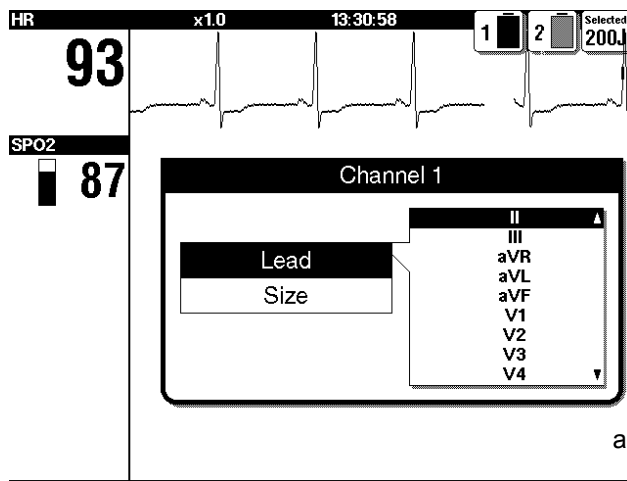 HR x1.0 13:30:58
1 2 Selected
200J
93
SPO2
87
Channel 1
Lead
Size
II
III
aVR
aVL
aVF
V1
V2
V3
V4
a